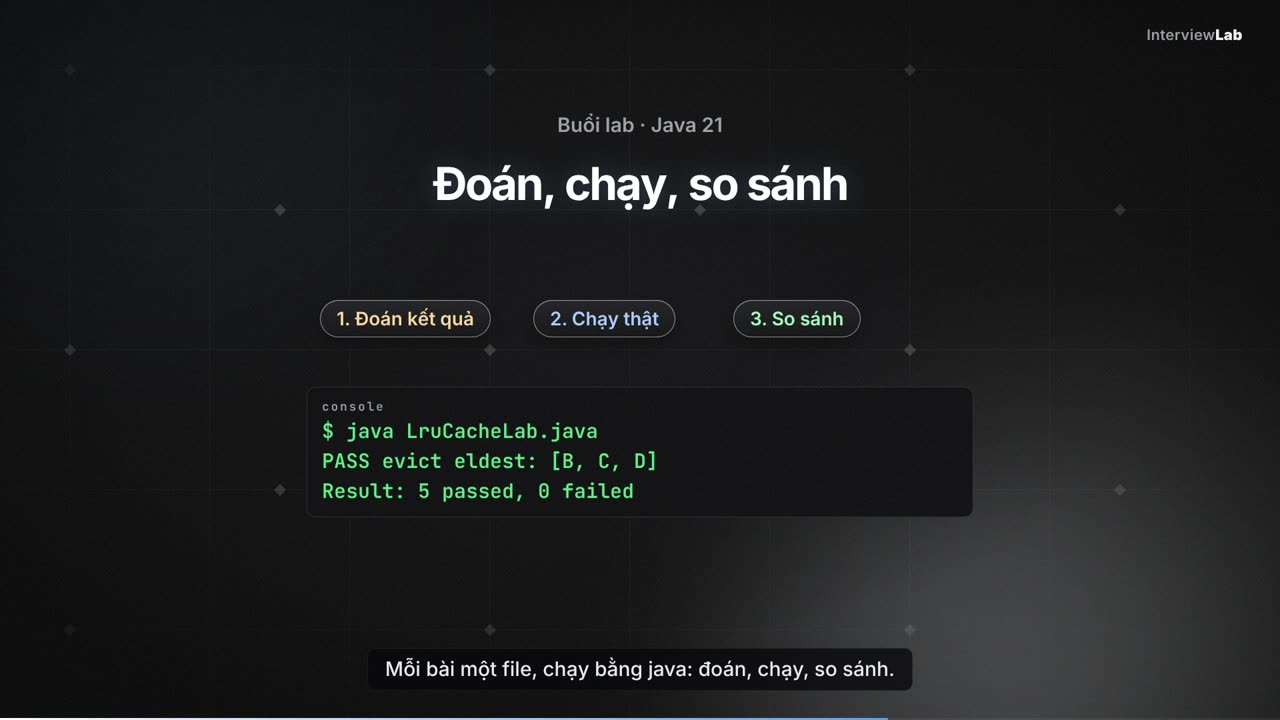 InterviewLab
Buổi lab · Java 21
Đoán, chạy, so sánh
1. Đoán kết quả
2. Chạy thật
3. So sánh
console
$ java LruCacheLab.java
PASS evict eldest: [B, C, D]
Result: 5 passed, 0 failed
Mỗi bài một file, chạy bằng java: đoán, chạy, so sánh.